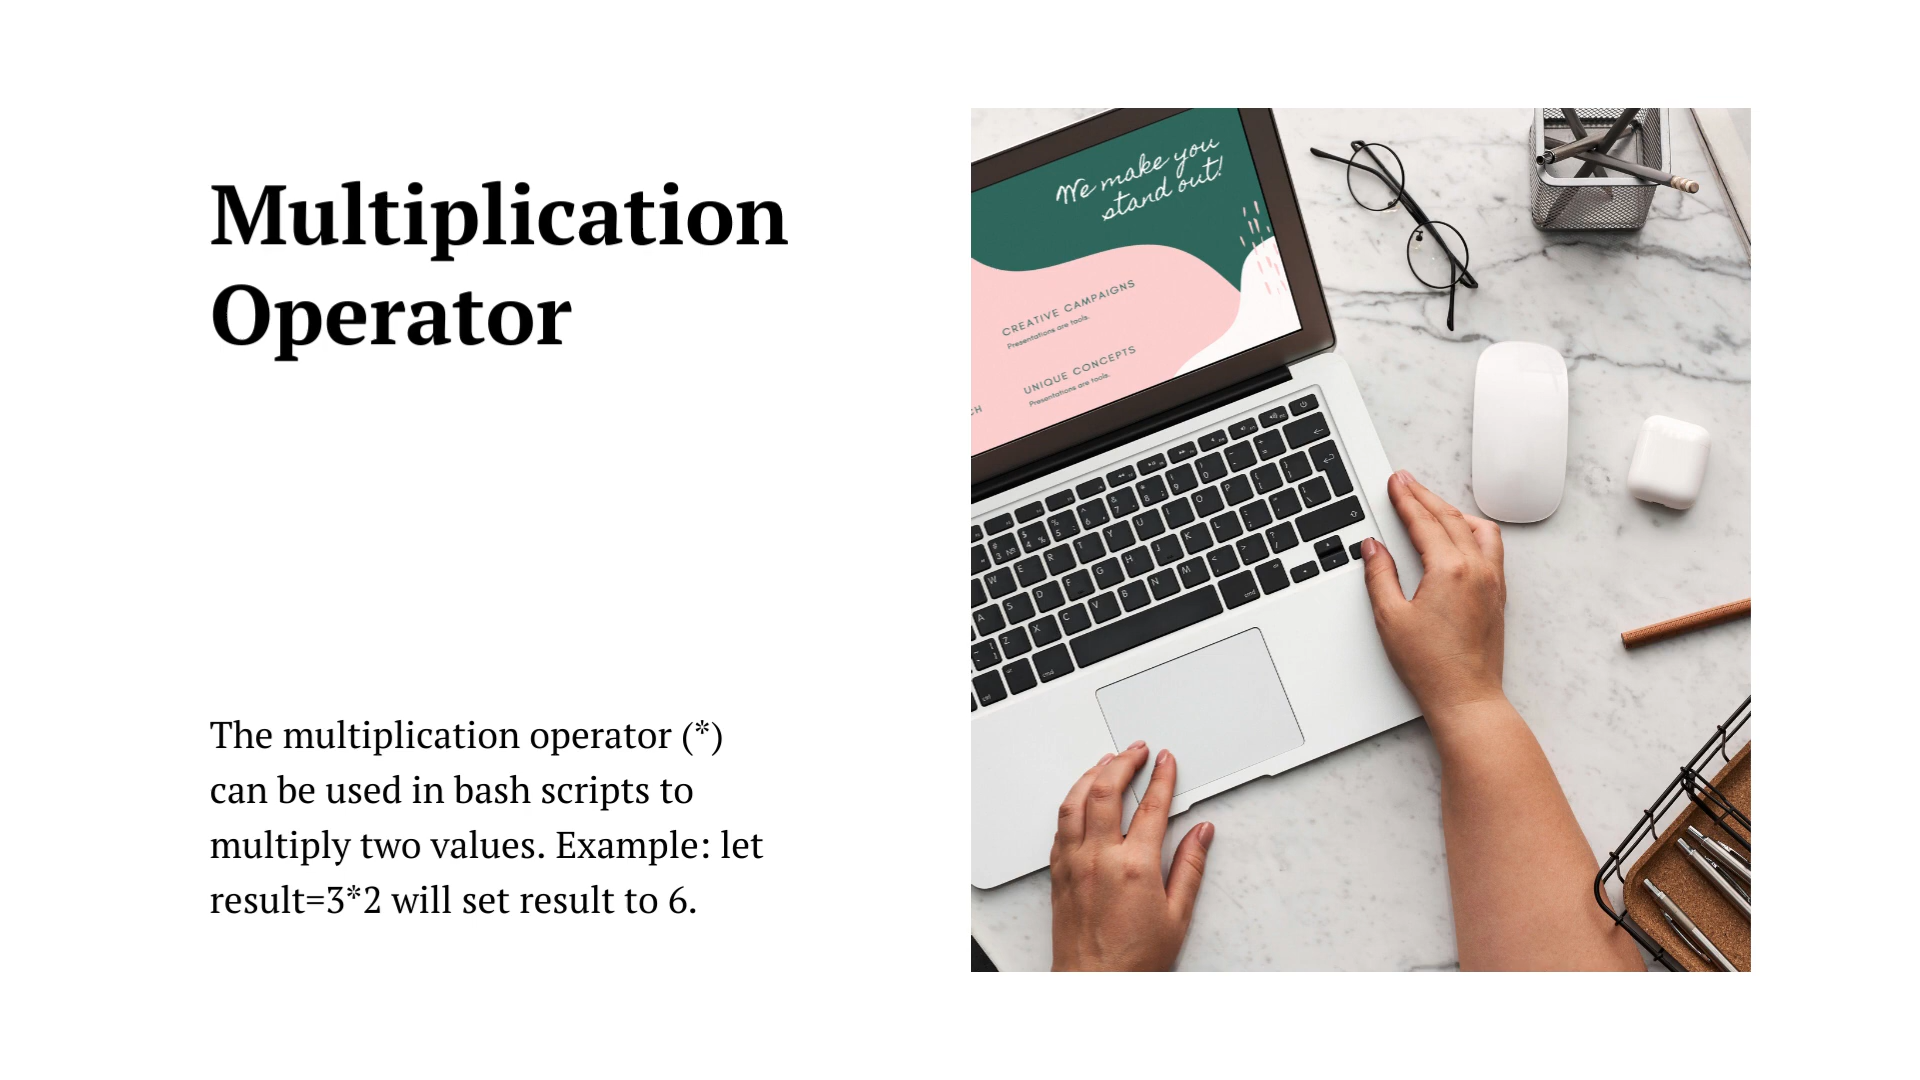 Multiplication
Operator
The multiplication operator (*)
can be used in bash scripts to
multiply two values. Example: let
result=3*2 will set result to 6.
We make you
stand out!
CREATIVE CAMPAIGNS
Presentations are tools.
UNIQUE CONCEPTS
Presentations are tools.
CH